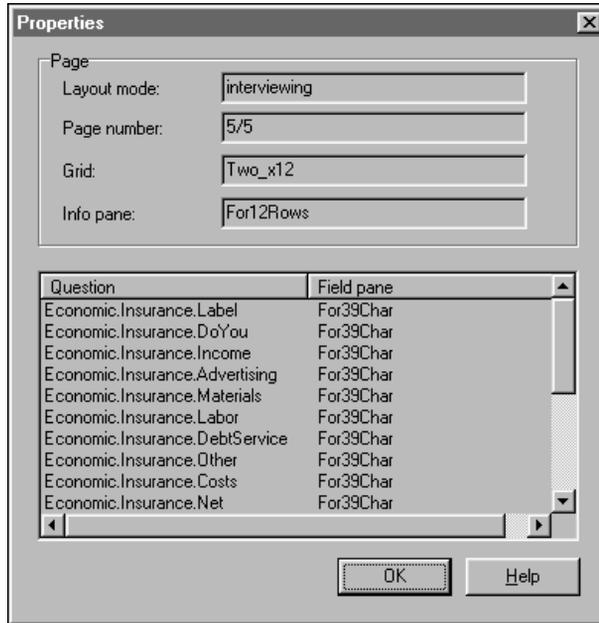 Properties
Page
Layout mode: interviewing
Page number: 5/5
Grid: Two_x12
Info pane: For12Rows
Question Field pane
Economic.Insurance.Label For39Char
Economic.Insurance.DoYou For39Char
Economic.Insurance.Income For39Char
Economic.Insurance.Advertising For39Char
Economic.Insurance.Materials For39Char
Economic.Insurance.Labor For39Char
Economic.Insurance.DebtService For39Char
Economic.Insurance.Other For39Char
Economic.Insurance.Costs For39Char
Economic.Insurance.Net For39Char
OK Help